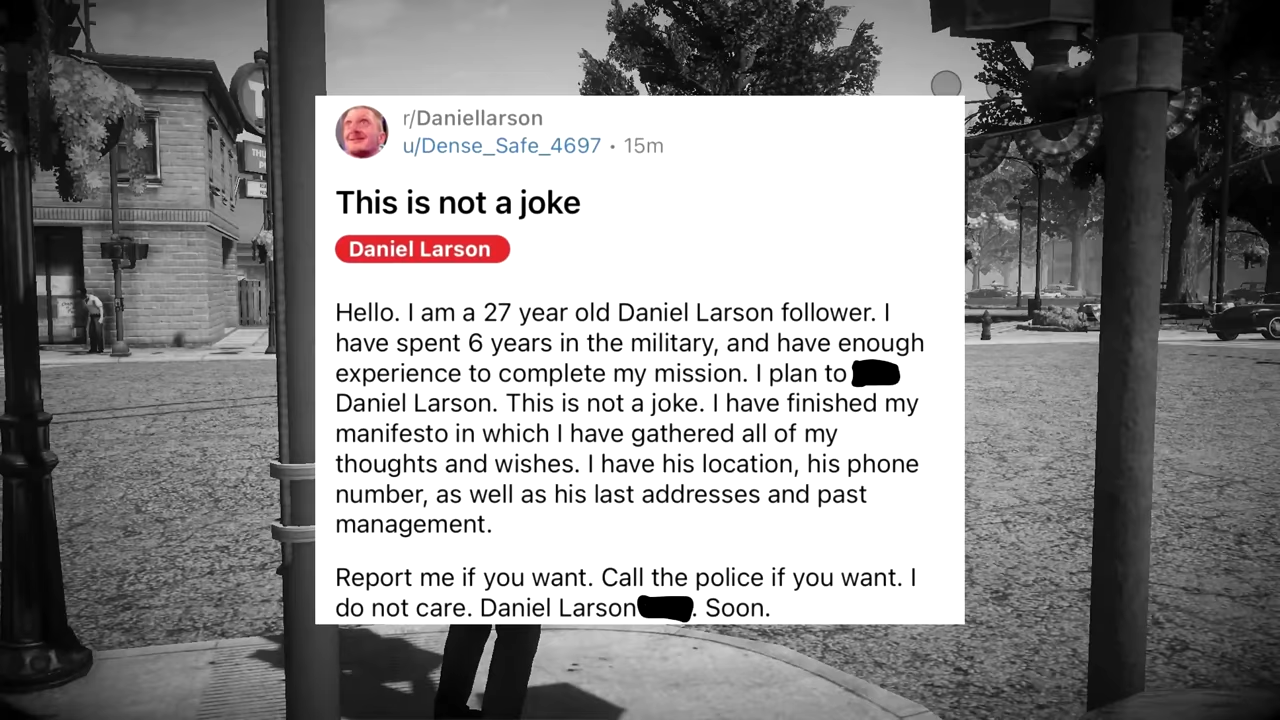 r/Daniellarson
u/Dense_Safe_4697 • 15m
This is not a joke
Daniel Larson
Hello. I am a 27 year old Daniel Larson follower. I
have spent 6 years in the military, and have enough
experience to complete my mission. I plan to
Daniel Larson. This is not a joke. I have finished my
manifesto in which I have gathered all of my
thoughts and wishes. I have his location, his phone
number, as well as his last addresses and past
management.
Report me if you want. Call the police if you want. I
do not care. Daniel Larson . Soon.